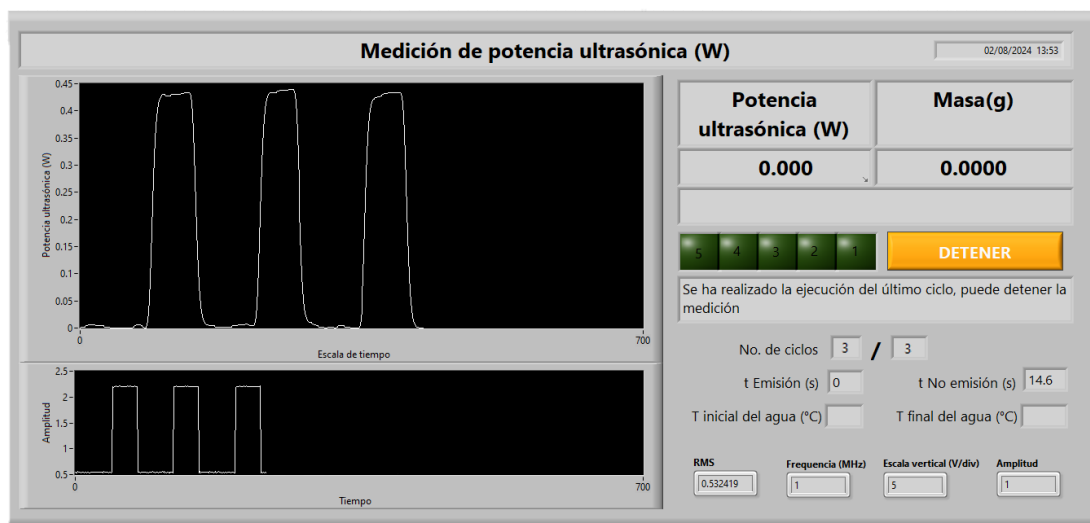 Medición de potencia ultrasónica (W)
02/08/2024 13:53
0.45
0.4
0.35
0.3
0.25
0.2
0.15
0.1
0.05
0
Potencia ultrasónica (W)
0
700
Escala de tiempo
2.5
2
1.5
1
0.5
Amplitud
0
700
Tiempo
Potencia
ultrasónica (W)
Masa(g)
0.000
0.0000
5 4 3 2 1
DETENER
Se ha realizado la ejecución del último ciclo, puede detener la
medición
No. de ciclos 3 / 3
t Emisión (s) 0
t No emisión (s) 14.6
T inicial del agua (°C)
T final del agua (°C)
RMS
Frequencia (MHz)
Escala vertical (V/div)
Amplitud
0.532419
1
5
1